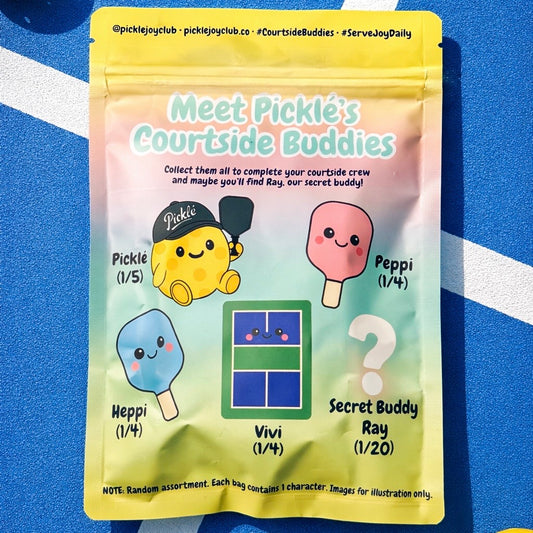 @picklejoyclub • picklejoyclub.co • #CourtsideBuddies • #ServeJoyDaily
Meet Picklé's
Courtside Buddies
Collect them all to complete your courtside crew
and maybe you'll find Ray, our secret buddy!
Picklé
Picklé
(1/5)
Peppi
(1/4)
Heppi
(1/4)
Vivi
(1/4)
?
Secret Buddy
Ray
(1/20)
NOTE: Random assortment. Each bag contains 1 character. Images for illustration only.